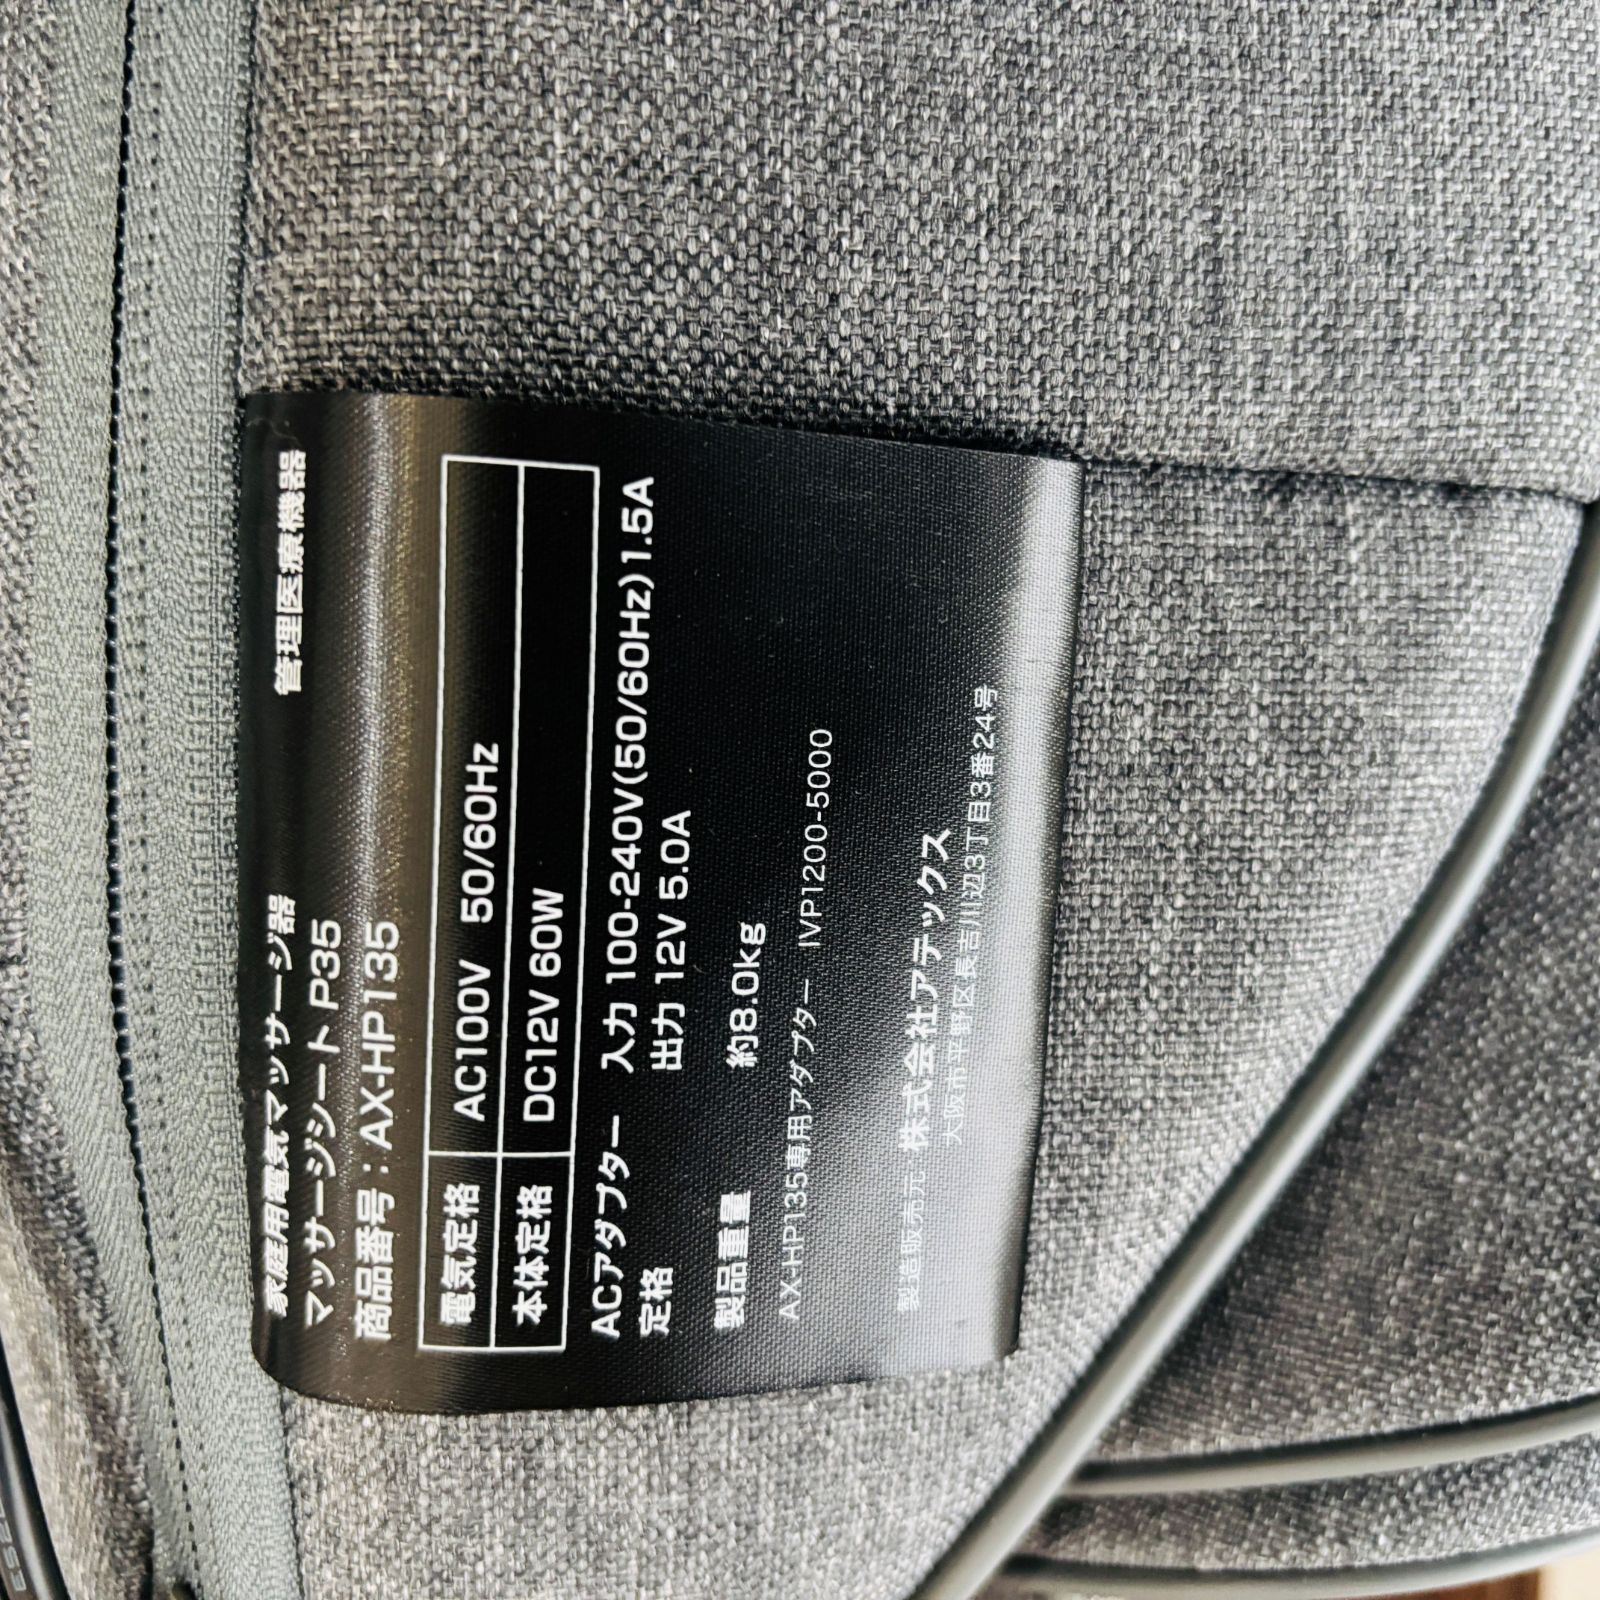 家庭用電気マッサージ器 管理医療機器
マッサージシート P35
商品番号：AX-HP135
電気定格 AC100V 50/60Hz
本体定格 DC12V 60W
ACアダプター 入力 100-240V(50/60Hz) 1.5A
定格 出力 12V 5.0A
製品重量 約8.0kg
AX-HP135専用アダプター IVP1200-5000
製造販売元 株式会社アテックス
大阪市平野区長吉川辺3丁目3番24号